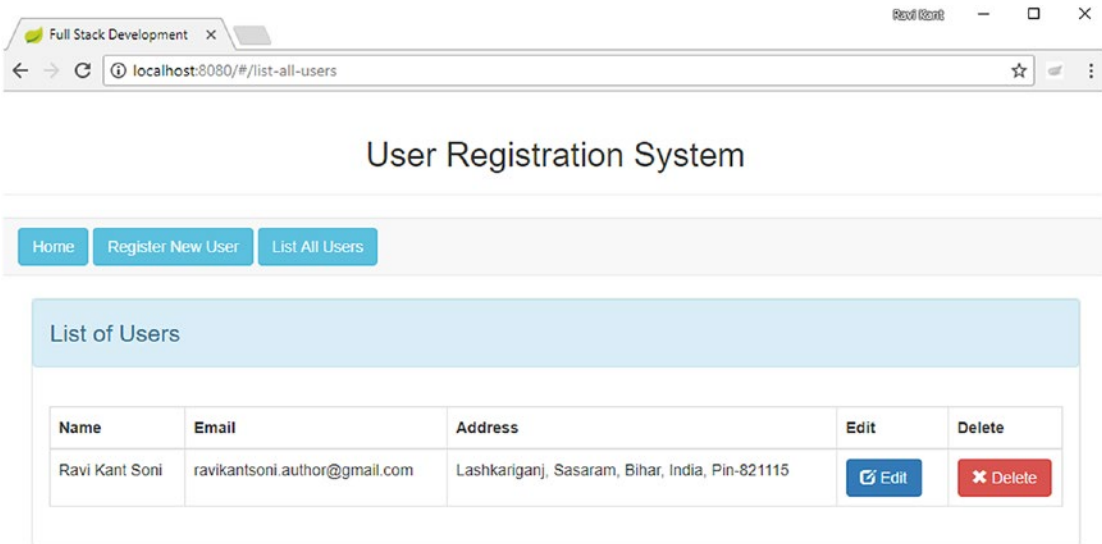 Ravi Kant
Full Stack Development
localhost:8080/#/list-all-users
User Registration System
Home Register New User List All Users
List of Users
Name Email Address Edit Delete
Ravi Kant Soni ravikantsoni.author@gmail.com Lashkariganj, Sasaram, Bihar, India, Pin-821115 Edit Delete